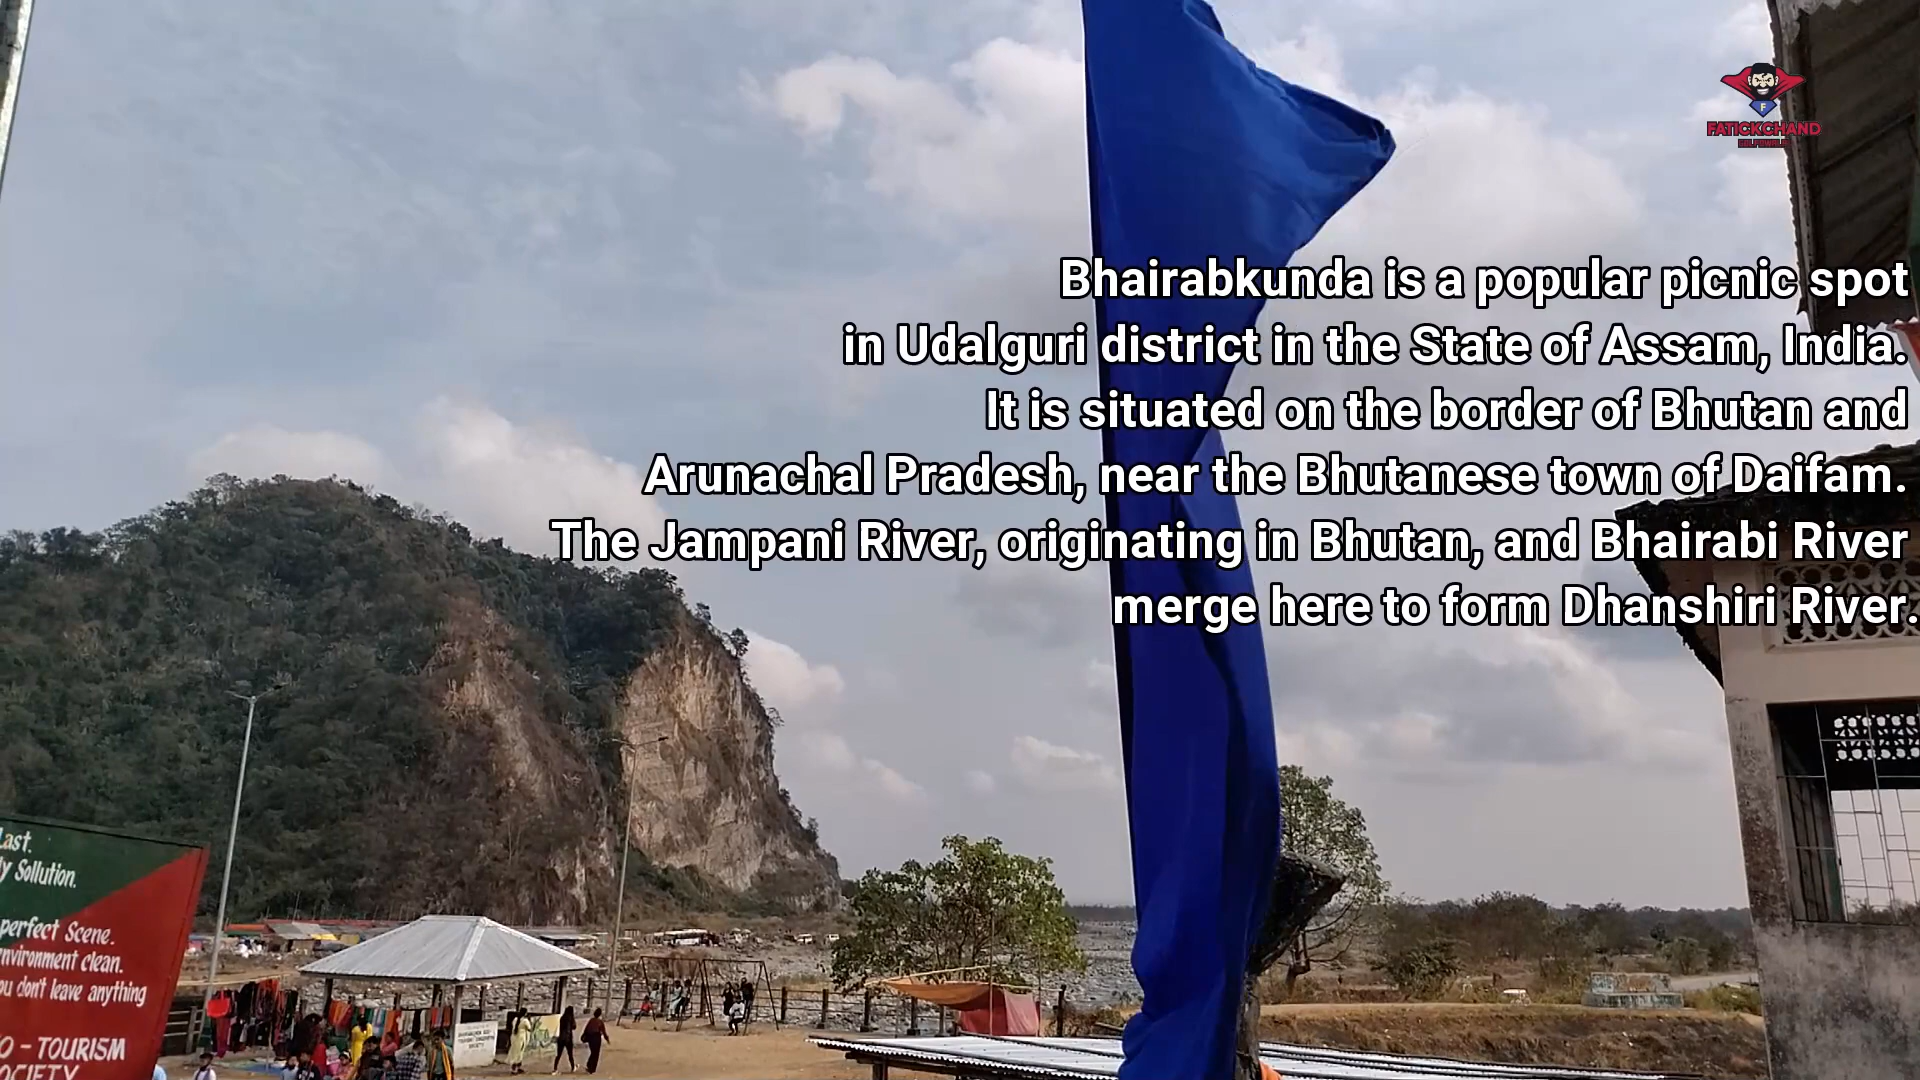 FATICKCHAND
Bhairabkunda is a popular picnic spot
in Udalguri district in the State of Assam, India.
It is situated on the border of Bhutan and
Arunachal Pradesh, near the Bhutanese town of Daifam.
The Jampani River, originating in Bhutan, and Bhairabi River
merge here to form Dhanshiri River.
Last.
ly Sollution.
perfect Scene.
environment clean.
ou don't leave anything
O - TOURISM
OCIETY